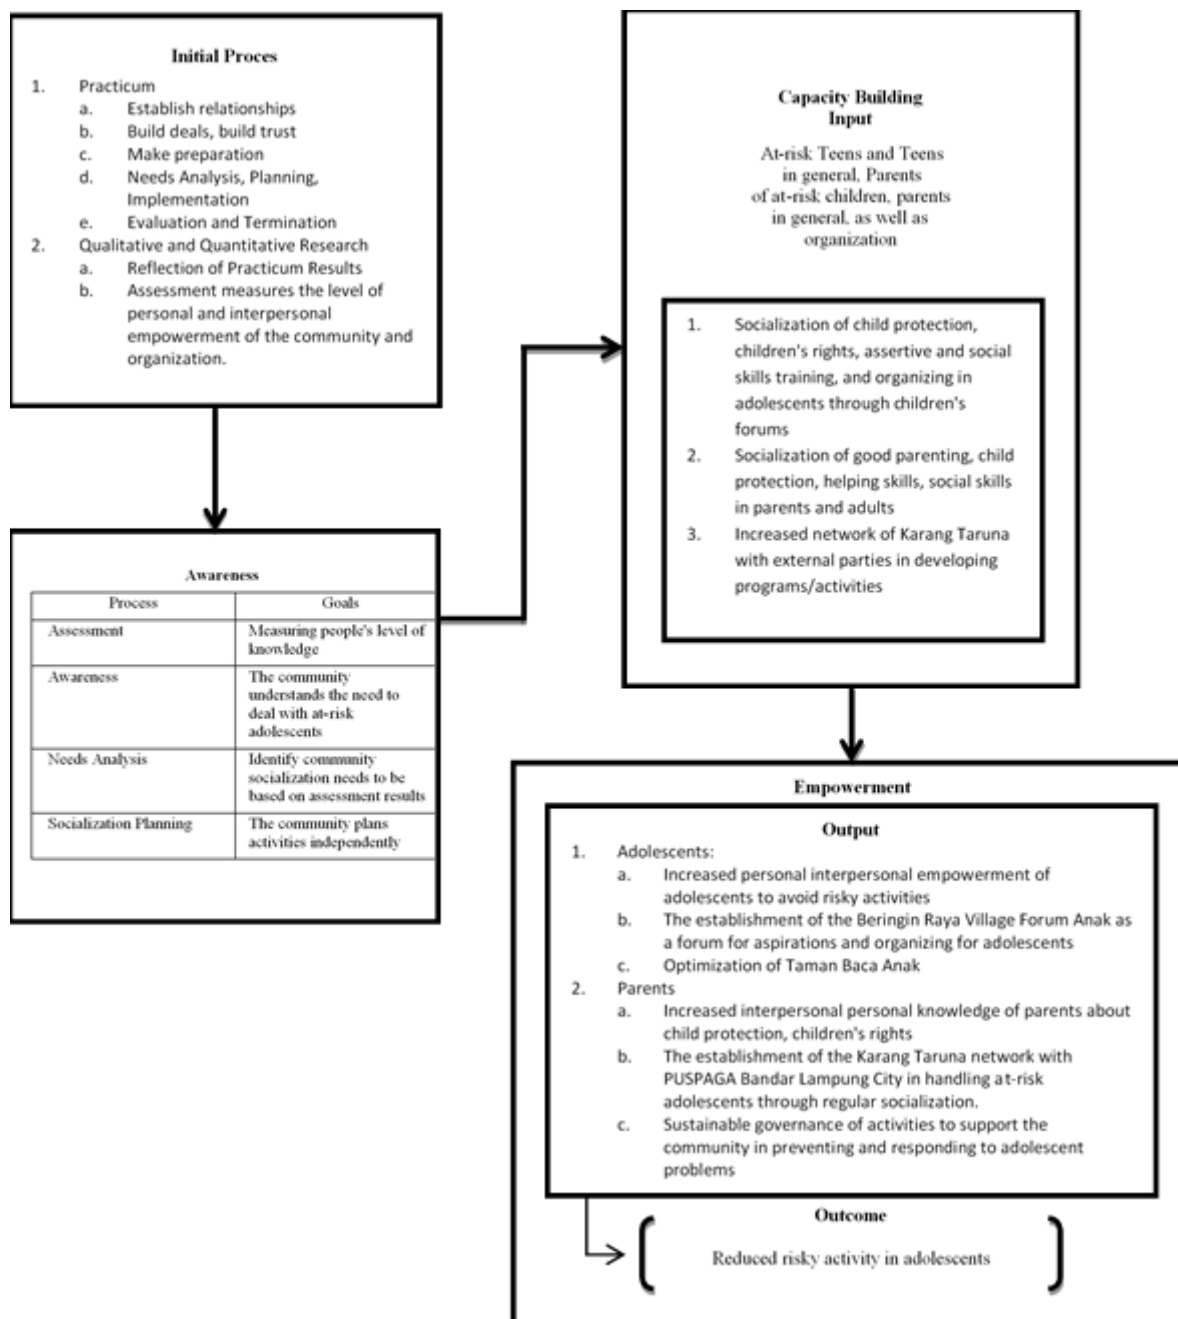 Initial Proces
1. Practicum
a. Establish relationships
b. Build deals, build trust
c. Make preparation
d. Needs Analysis, Planning,
Implementation
e. Evaluation and Termination
2. Qualitative and Quantitative Research
a. Reflection of Practicum Results
b. Assessment measures the level of
personal and interpersonal
empowerment of the community and
organization.
Awareness
Process Goals
Assessment Measuring people's level of
knowledge
Awareness The community
understands the need to
deal with at-risk
adolescents
Needs Analysis Identify community
socialization needs to be
based on assessment results
Socialization Planning The community plans
activities independently
Capacity Building
Input
At-risk Teens and Teens
in general, Parents
of at-risk children, parents
in general, as well as
organization
1. Socialization of child protection,
children's rights, assertive and social
skills training, and organizing in
adolescents through children's
forums
2. Socialization of good parenting, child
protection, helping skills, social skills
in parents and adults
3. Increased network of Karang Taruna
with external parties in developing
programs/activities
Empowerment
Output
1. Adolescents:
a. Increased personal interpersonal empowerment of
adolescents to avoid risky activities
b. The establishment of the Beringin Raya Village Forum Anak as
a forum for aspirations and organizing for adolescents
c. Optimization of Taman Baca Anak
2. Parents
a. Increased interpersonal personal knowledge of parents about
child protection, children's rights
b. The establishment of the Karang Taruna network with
PUSPAGA Bandar Lampung City in handling at-risk
adolescents through regular socialization.
c. Sustainable governance of activities to support the
community in preventing and responding to adolescent
problems
Outcome
Reduced risky activity in adolescents